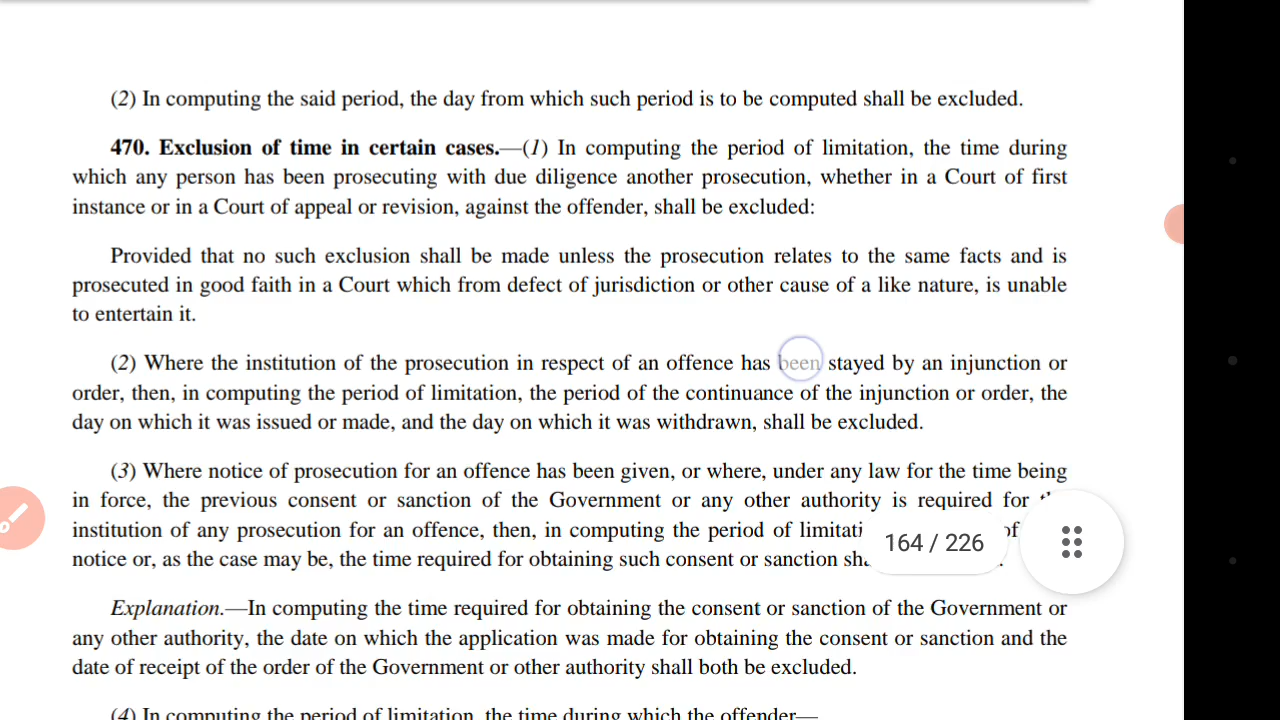 (2) In computing the said period, the day from which such period is to be computed shall be excluded.
470. Exclusion of time in certain cases.—(1) In computing the period of limitation, the time during
which any person has been prosecuting with due diligence another prosecution, whether in a Court of first
instance or in a Court of appeal or revision, against the offender, shall be excluded:
Provided that no such exclusion shall be made unless the prosecution relates to the same facts and is
prosecuted in good faith in a Court which from defect of jurisdiction or other cause of a like nature, is unable
to entertain it.
(2) Where the institution of the prosecution in respect of an offence has been stayed by an injunction or
order, then, in computing the period of limitation, the period of the continuance of the injunction or order, the
day on which it was issued or made, and the day on which it was withdrawn, shall be excluded.
(3) Where notice of prosecution for an offence has been given, or where, under any law for the time being
in force, the previous consent or sanction of the Government or any other authority is required for
institution of any prosecution for an offence, then, in computing the period of of
notice or, as the case may be, the time required for obtaining such consent or sanction
164 / 226
Explanation.—In computing the time required for obtaining the consent or sanction of the Government or
any other authority, the date on which the application was made for obtaining the consent or sanction and the
date of receipt of the order of the Government or other authority shall both be excluded.
(4) In computing the period of limitation, the time during which the offender—